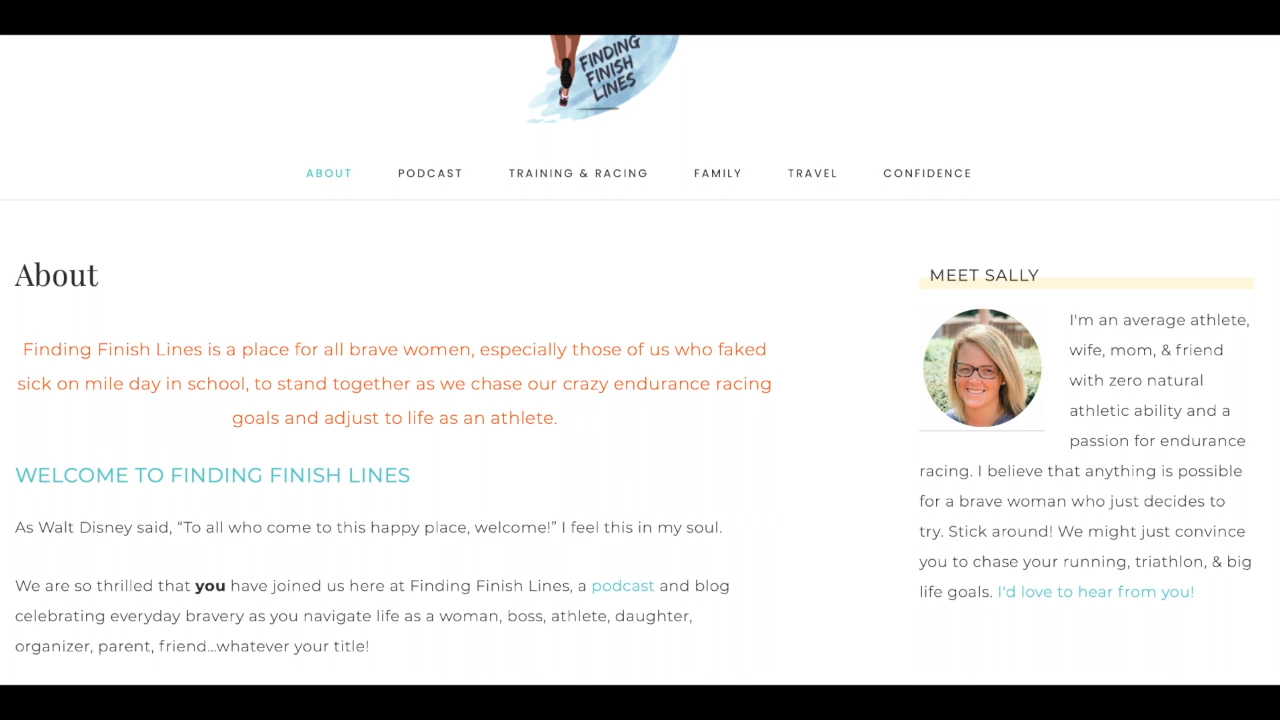 FINDING
FINISH
LINES
ABOUT PODCAST TRAINING & RACING FAMILY TRAVEL CONFIDENCE
About
Finding Finish Lines is a place for all brave women, especially those of us who faked
sick on mile day in school, to stand together as we chase our crazy endurance racing
goals and adjust to life as an athlete.
WELCOME TO FINDING FINISH LINES
As Walt Disney said, “To all who come to this happy place, welcome!” I feel this in my soul.
We are so thrilled that you have joined us here at Finding Finish Lines, a podcast and blog
celebrating everyday bravery as you navigate life as a woman, boss, athlete, daughter,
organizer, parent, friend…whatever your title!
MEET SALLY
I'm an average athlete,
wife, mom, & friend
with zero natural
athletic ability and a
passion for endurance
racing. I believe that anything is possible
for a brave woman who just decides to
try. Stick around! We might just convince
you to chase your running, triathlon, & big
life goals. I'd love to hear from you!